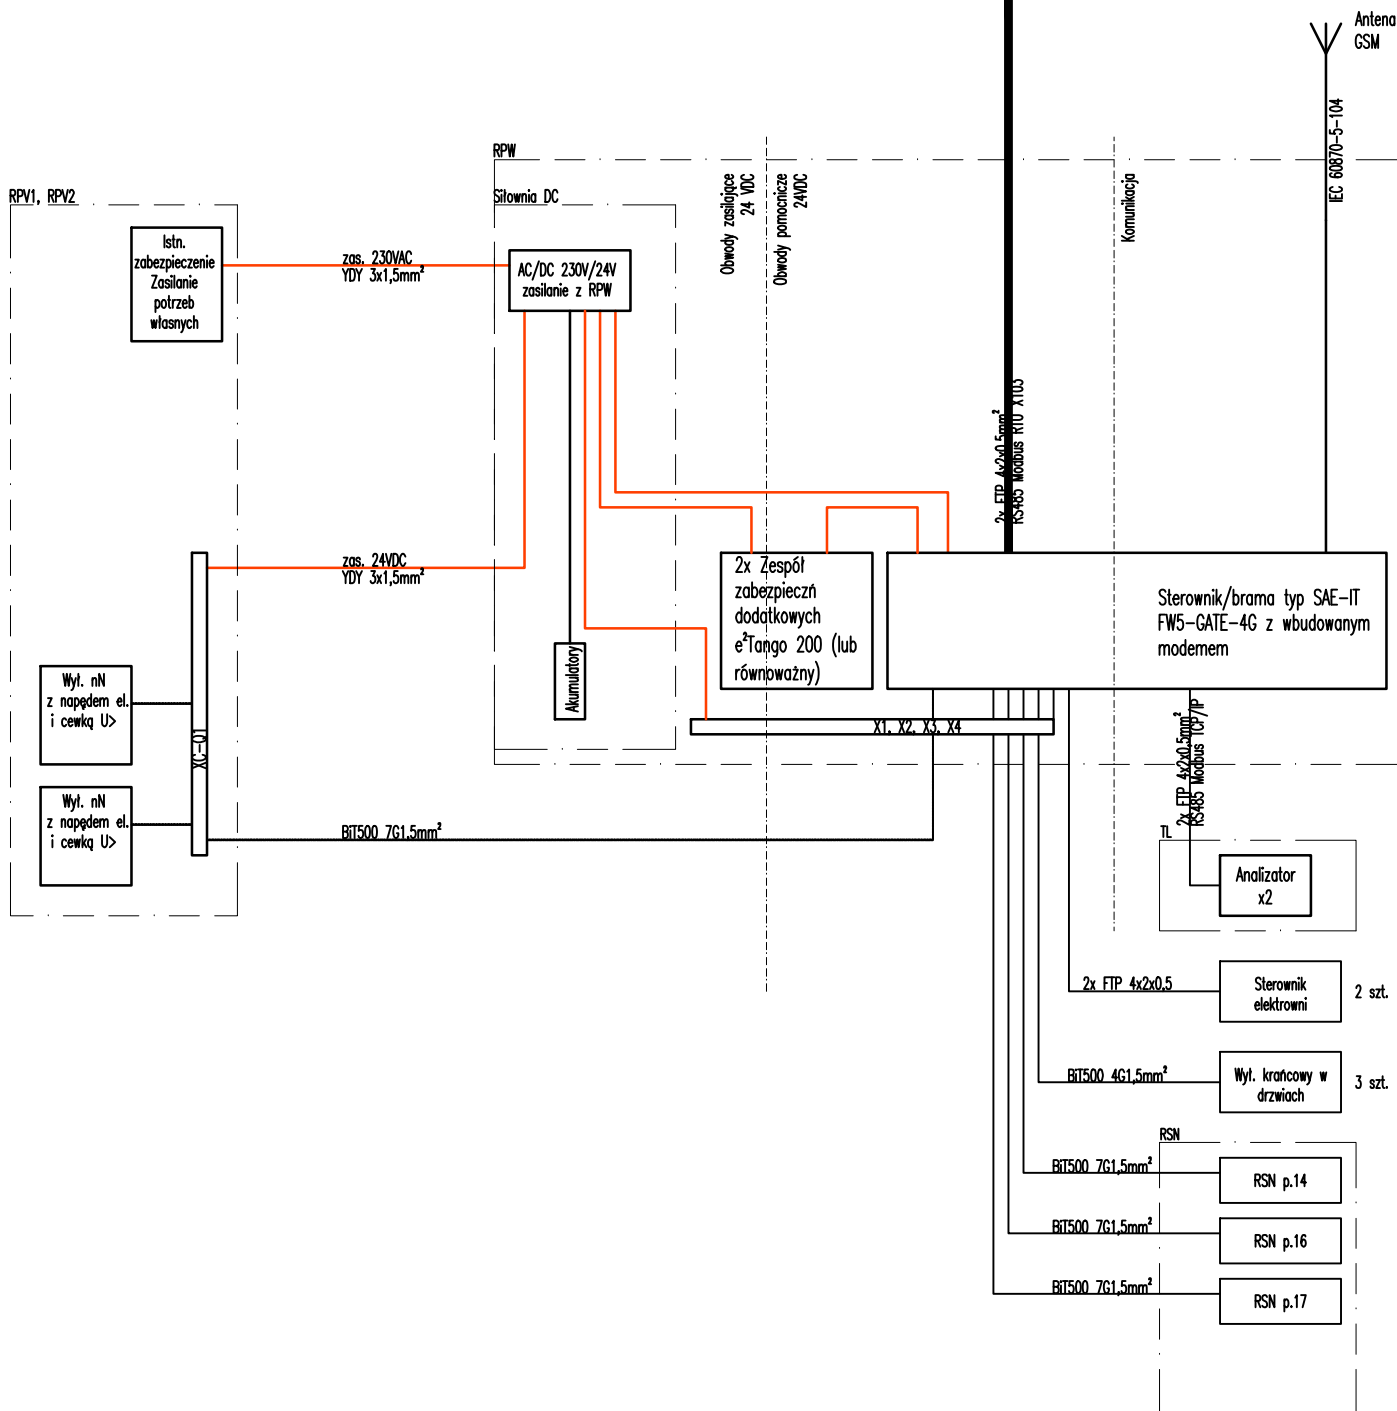 Antena
GSM
IEC 60870-5-104
RPW
RPV1, RPV2
Siłownia DC
Obwody zasilające
24 VDC
Obwody pomocnicze
24VDC
Komunikacja
Istn.
zabezpieczenie
Zasilanie
potrzeb
własnych
zas. 230VAC
YDY 3x1,5mm²
AC/DC 230V/24V
zasilanie z RPW
2x FTP 4x2x0,5mm²
RS485 Modbus RTU XT03
zas. 24VDC
YDY 3x1,5mm²
2x Zespół
zabezpieczń
dodatkowych
e²Tango 200 (lub
równoważny)
Sterownik/brama typ SAE-IT
FW5-GATE-4G z wbudowanym
modemem
Akumulatory
Wył. nN
z napędem el.
i cewką U>
XC-Q1
X1, X2, X3, X4
2x FTP 4x2x0,5mm²
RS485 Modbus TCP/IP
Wył. nN
z napędem el.
i cewką U>
BiT500 7G1,5mm²
TL
Analizator
x2
2x FTP 4x2x0,5
Sterownik
elektrowni
2 szt.
BiT500 4G1,5mm²
Wył. krańcowy w
drzwiach
3 szt.
RSN
BiT500 7G1,5mm²
RSN p.14
BiT500 7G1,5mm²
RSN p.16
BiT500 7G1,5mm²
RSN p.17